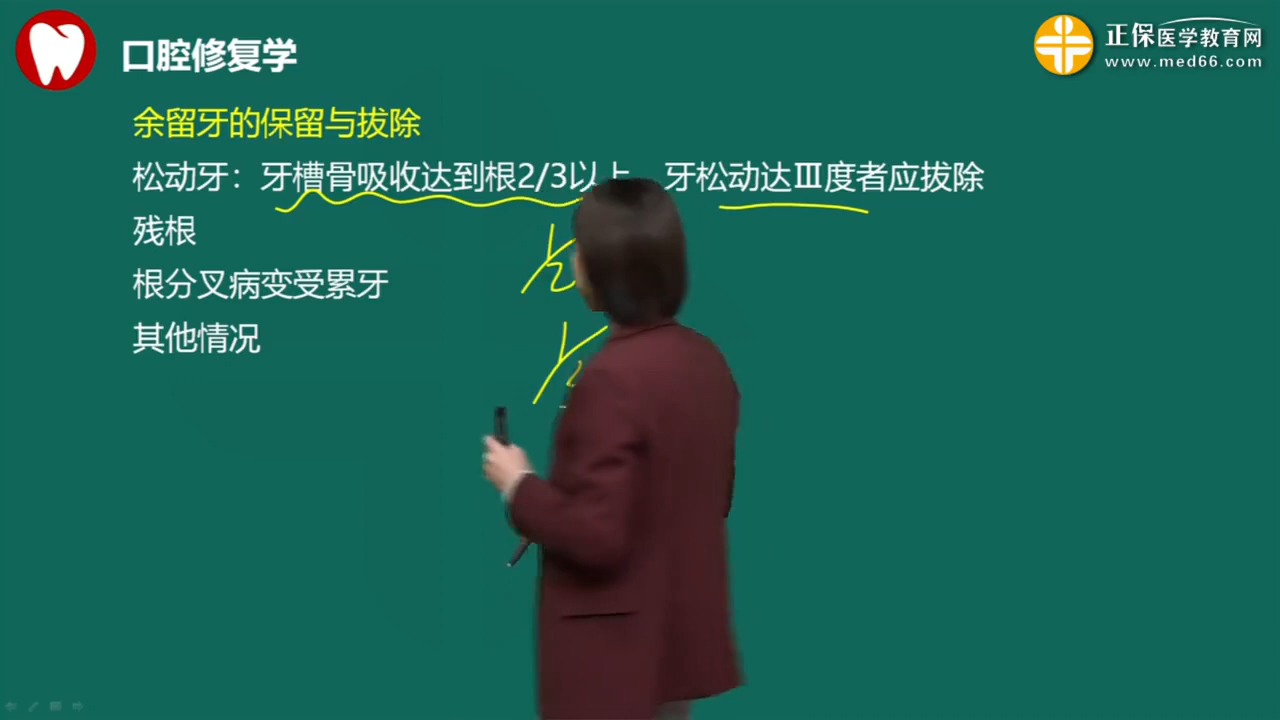 口腔修复学
正保医学教育网
www.med66.com
余留牙的保留与拔除
松动牙：牙槽骨吸收达到根2/3以上 牙松动达Ⅲ度者应拔除
残根
根分叉病变受累牙
其他情况